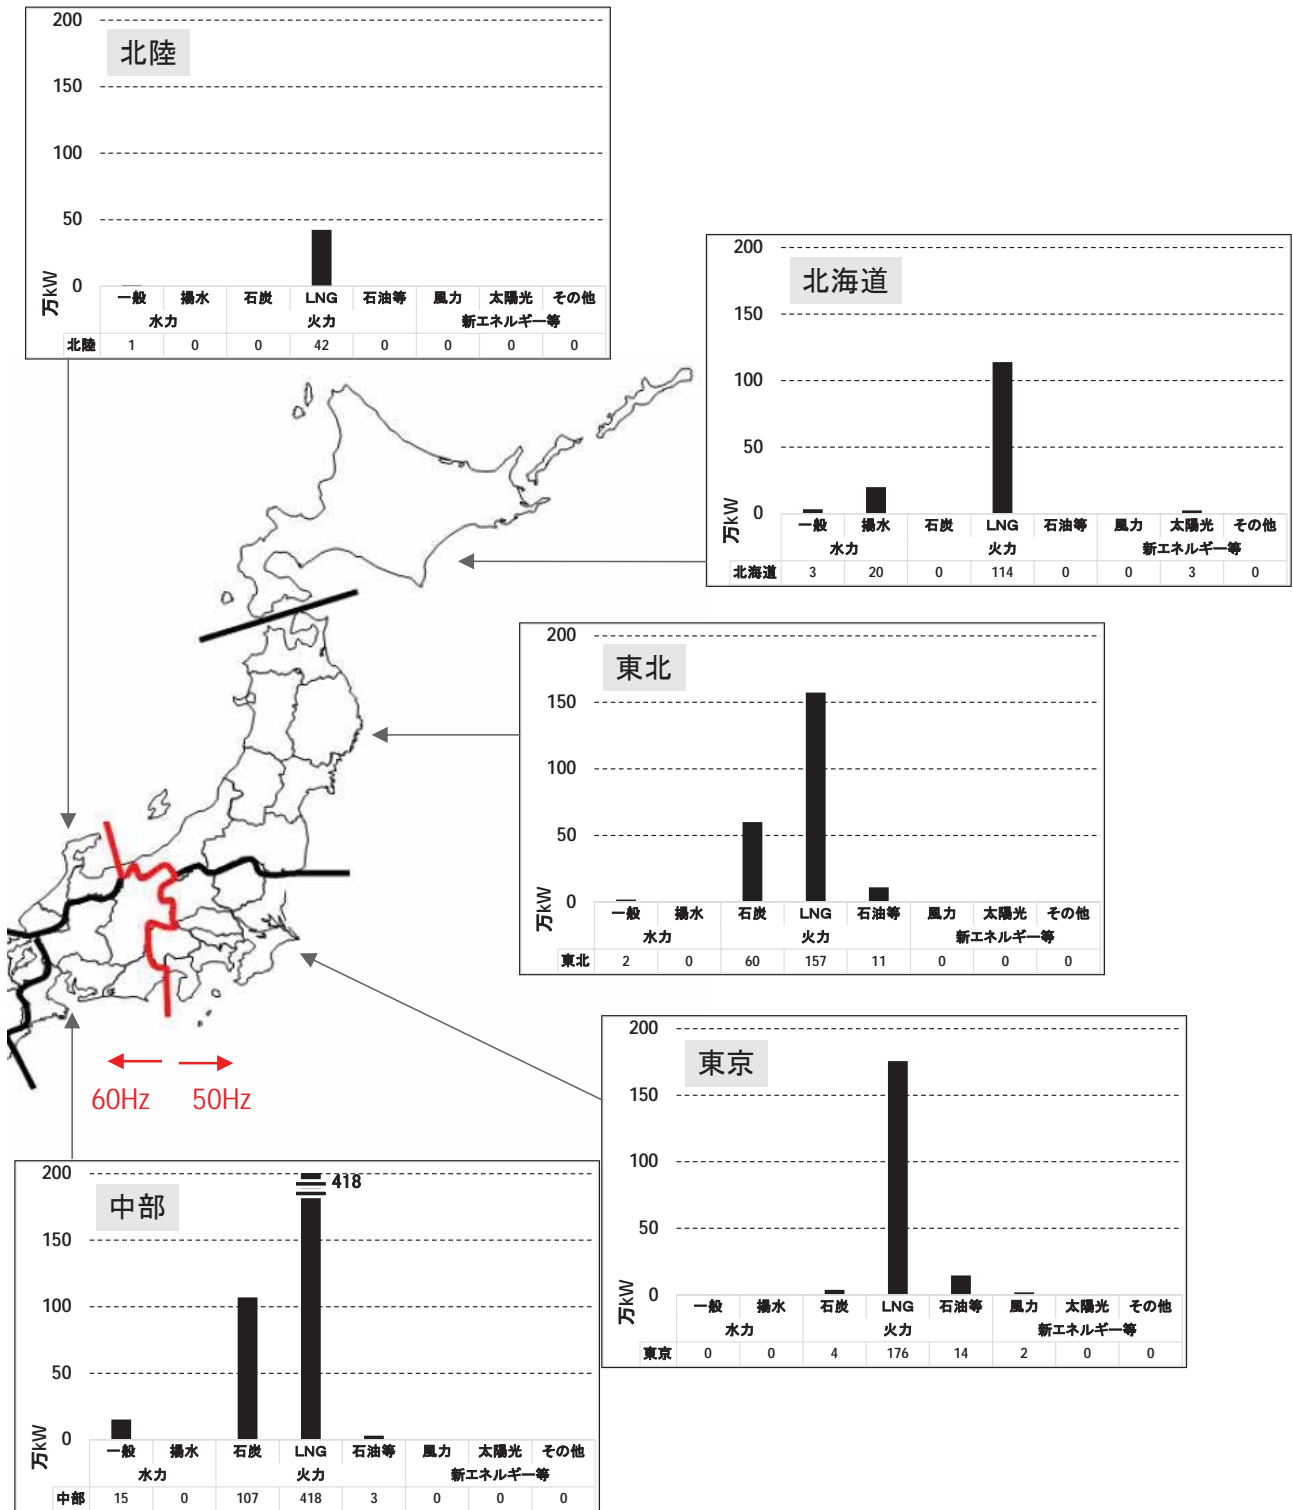 北陸
200
150
100
50
0
万kW
一般 揚水 石炭 LNG 石油等 風力 太陽光 その他
水力 火力 新エネルギー等
北陸 1 0 0 42 0 0 0 0
北海道
200
150
100
50
0
万kW
一般 揚水 石炭 LNG 石油等 風力 太陽光 その他
水力 火力 新エネルギー等
北海道 3 20 0 114 0 0 3 0
東北
200
150
100
50
0
万kW
一般 揚水 石炭 LNG 石油等 風力 太陽光 その他
水力 火力 新エネルギー等
東北 2 0 60 157 11 0 0 0
60Hz 50Hz
東京
200
150
100
50
0
万kW
一般 揚水 石炭 LNG 石油等 風力 太陽光 その他
水力 火力 新エネルギー等
東京 0 0 4 176 14 2 0 0
中部
200
418
150
100
50
0
万kW
一般 揚水 石炭 LNG 石油等 風力 太陽光 その他
水力 火力 新エネルギー等
中部 15 0 107 418 3 0 0 0